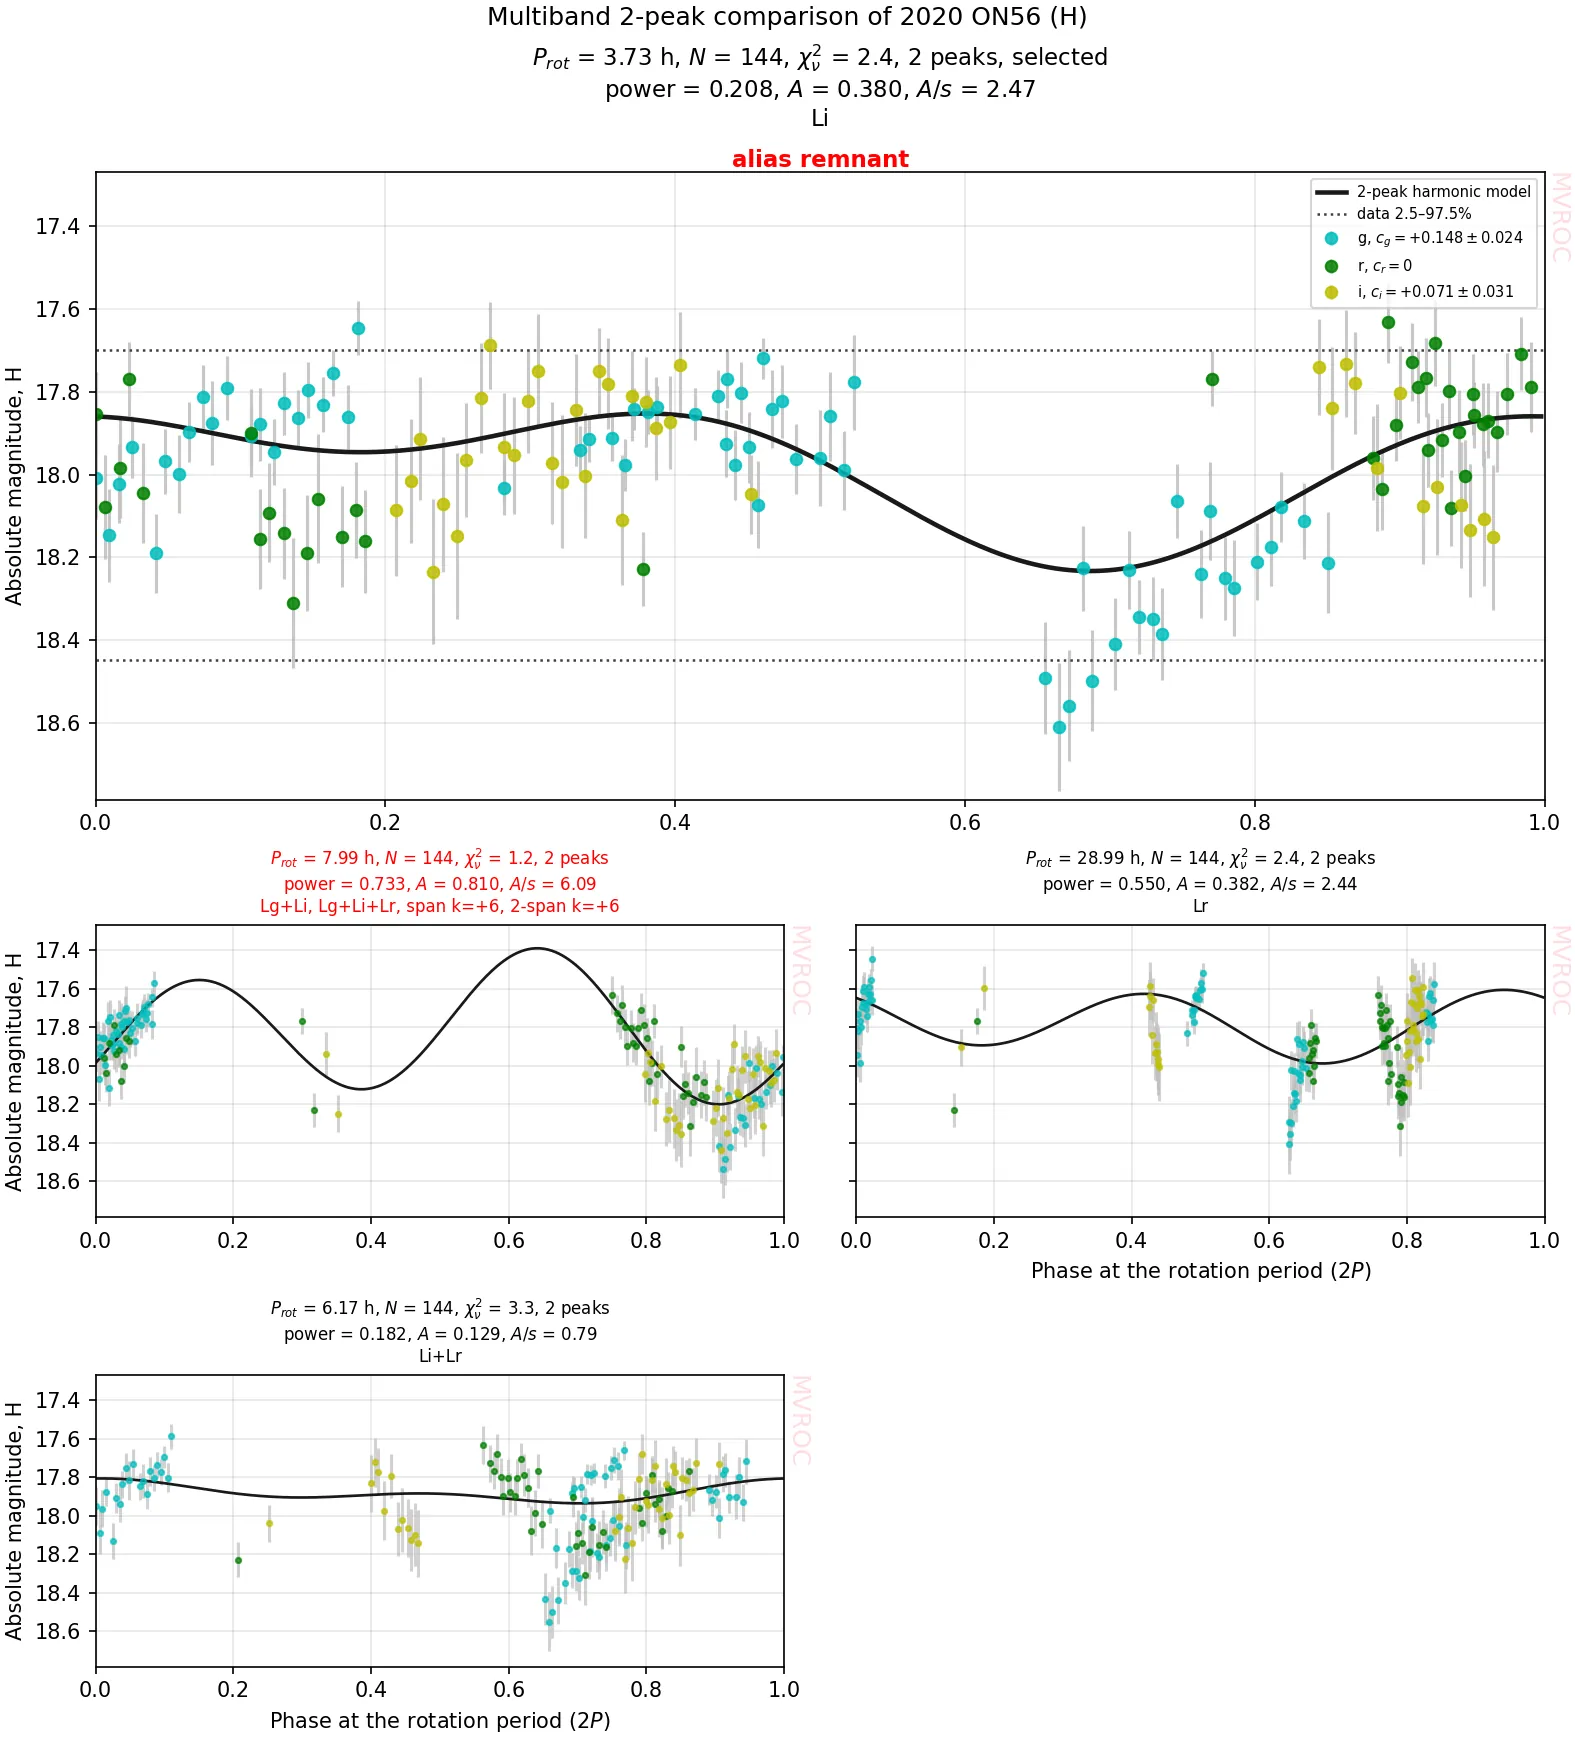 Multiband 2-peak comparison of 2020 ON56 (H)
P_rot = 3.73 h, N = 144, χ²_ν = 2.4, 2 peaks, selected
power = 0.208, A = 0.380, A/s = 2.47
Li
alias remnant
2-peak harmonic model
data 2.5–97.5%
g, c_g = +0.148 ± 0.024
r, c_r = 0
i, c_i = +0.071 ± 0.031
MVROC
Absolute magnitude, H
17.4
17.6
17.8
18.0
18.2
18.4
18.6
0.0 0.2 0.4 0.6 0.8 1.0
P_rot = 7.99 h, N = 144, χ²_ν = 1.2, 2 peaks
power = 0.733, A = 0.810, A/s = 6.09
Lg+Li, Lg+Li+Lr, span k=+6, 2-span k=+6
MVROC
Absolute magnitude, H
17.4
17.6
17.8
18.0
18.2
18.4
18.6
0.0 0.2 0.4 0.6 0.8 1.0
P_rot = 28.99 h, N = 144, χ²_ν = 2.4, 2 peaks
power = 0.550, A = 0.382, A/s = 2.44
Lr
MVROC
0.0 0.2 0.4 0.6 0.8 1.0
Phase at the rotation period (2P)
P_rot = 6.17 h, N = 144, χ²_ν = 3.3, 2 peaks
power = 0.182, A = 0.129, A/s = 0.79
Li+Lr
MVROC
Absolute magnitude, H
17.4
17.6
17.8
18.0
18.2
18.4
18.6
0.0 0.2 0.4 0.6 0.8 1.0
Phase at the rotation period (2P)